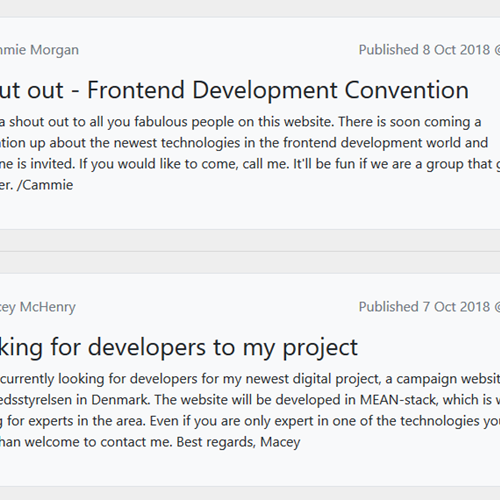 mmie Morgan Published 8 Oct 2018 @
ut out - Frontend Development Convention
a shout out to all you fabulous people on this website. There is soon coming a
ntion up about the newest technologies in the frontend development world and
ne is invited. If you would like to come, call me. It'll be fun if we are a group that g
er. /Cammie
ey McHenry Published 7 Oct 2018 @
king for developers to my project
currently looking for developers for my newest digital project, a campaign websit
edsstyrelsen in Denmark. The website will be developed in MEAN-stack, which is w
g for experts in the area. Even if you are only expert in one of the technologies yo
han welcome to contact me. Best regards, Macey